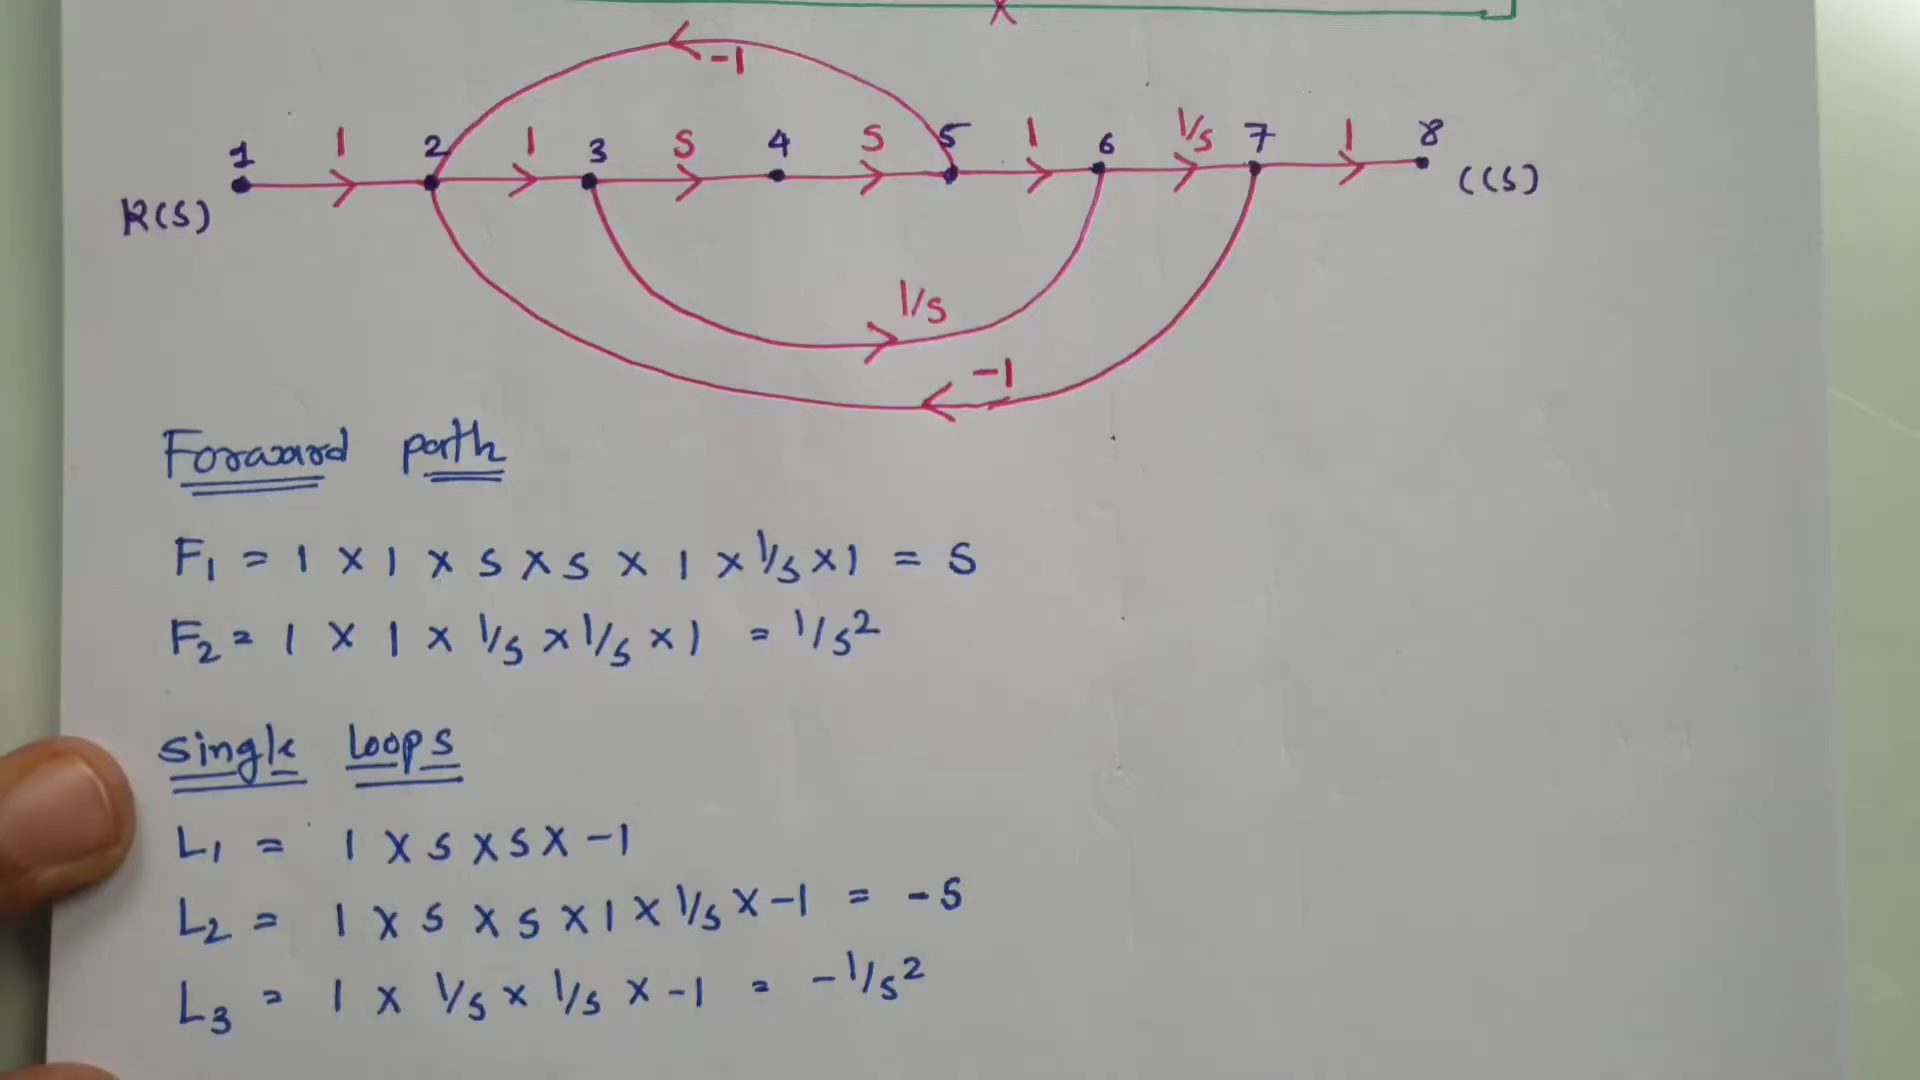 -1
1 1 2 1 3 S 4 S 5 1 6 1/s 7 1 8
R(S) C(S)
1/s
-1
Forward path
F1 = 1 x 1 x s x s x 1 x 1/s x 1 = S
F2 = 1 x 1 x 1/s x 1/s x 1 = 1/s²
Single loops
L1 = 1 x s x s x -1
L2 = 1 x s x s x 1 x 1/s x -1 = -s
L3 = 1 x 1/s x 1/s x -1 = -1/s²